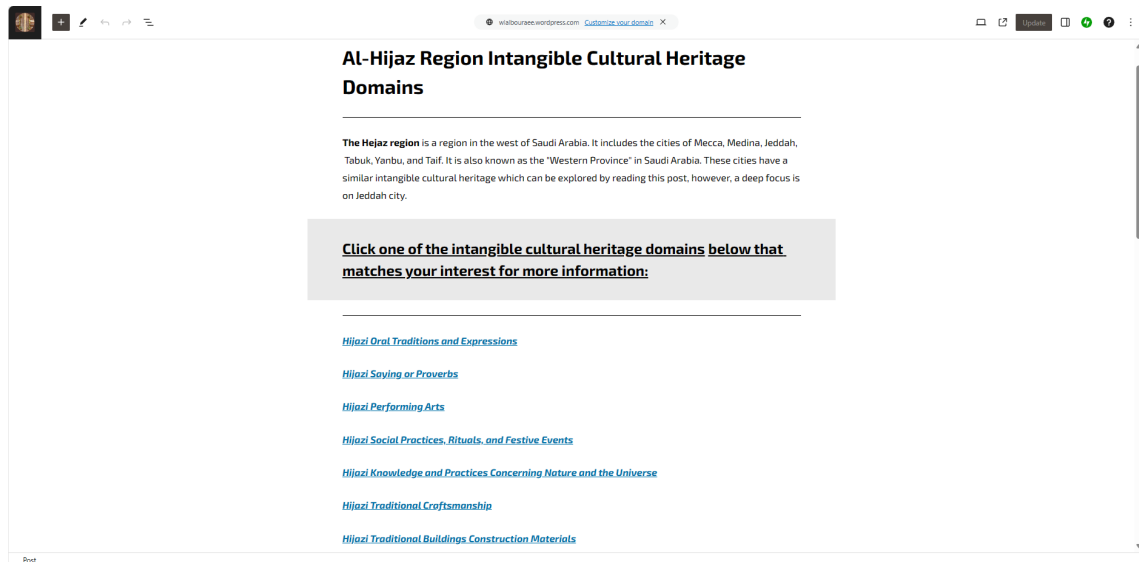 wialbouraee.wordpress.com Customize your domain
Update
Al-Hijaz Region Intangible Cultural Heritage
Domains
The Hejaz region is a region in the west of Saudi Arabia. It includes the cities of Mecca, Medina, Jeddah,
Tabuk, Yanbu, and Taif. It is also known as the "Western Province" in Saudi Arabia. These cities have a
similar intangible cultural heritage which can be explored by reading this post, however, a deep focus is
on Jeddah city.
Click one of the intangible cultural heritage domains below that
matches your interest for more information:
Hijazi Oral Traditions and Expressions
Hijazi Saying or Proverbs
Hijazi Performing Arts
Hijazi Social Practices, Rituals, and Festive Events
Hijazi Knowledge and Practices Concerning Nature and the Universe
Hijazi Traditional Craftsmanship
Hijazi Traditional Buildings Construction Materials
Post